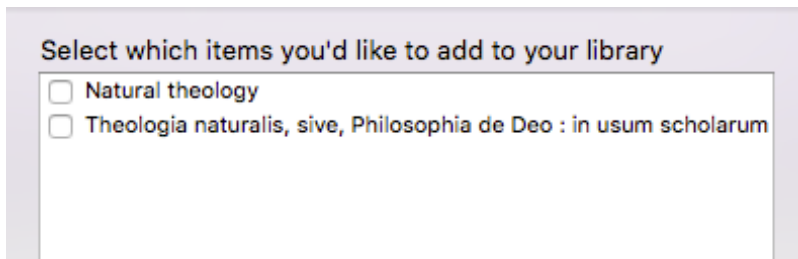 Select which items you'd like to add to your library
Natural theology
Theologia naturalis, sive, Philosophia de Deo : in usum scholarum